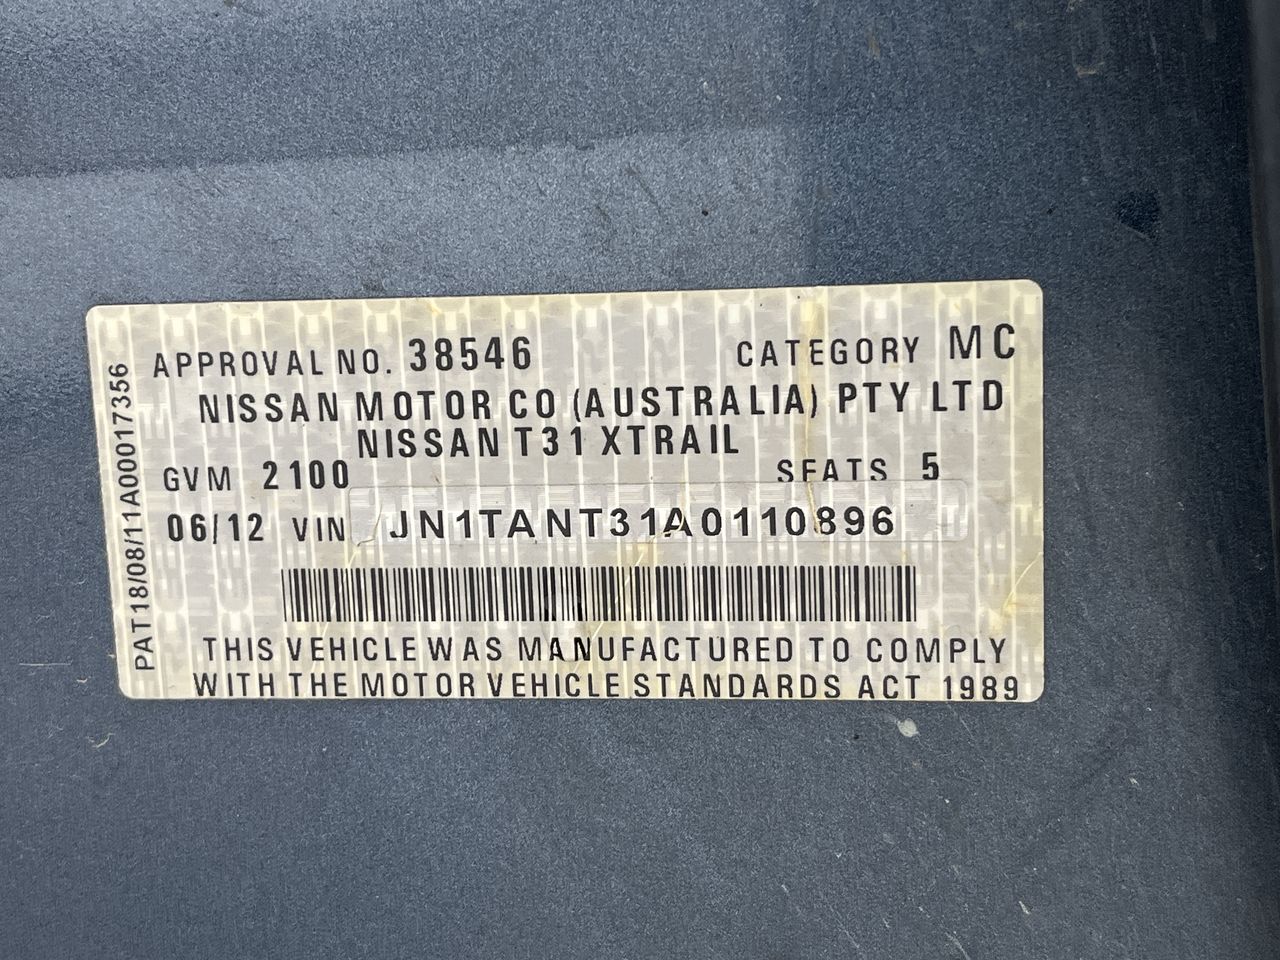 APPROVAL NO. 38546 CATEGORY MC
NISSAN MOTOR CO (AUSTRALIA) PTY LTD
NISSAN T31 XTRAIL
GVM 2100 SEATS 5
06/12 VIN JN1TANT31A0110896
THIS VEHICLE WAS MANUFACTURED TO COMPLY
WITH THE MOTOR VEHICLE STANDARDS ACT 1989
PAT18/08/11A00017356